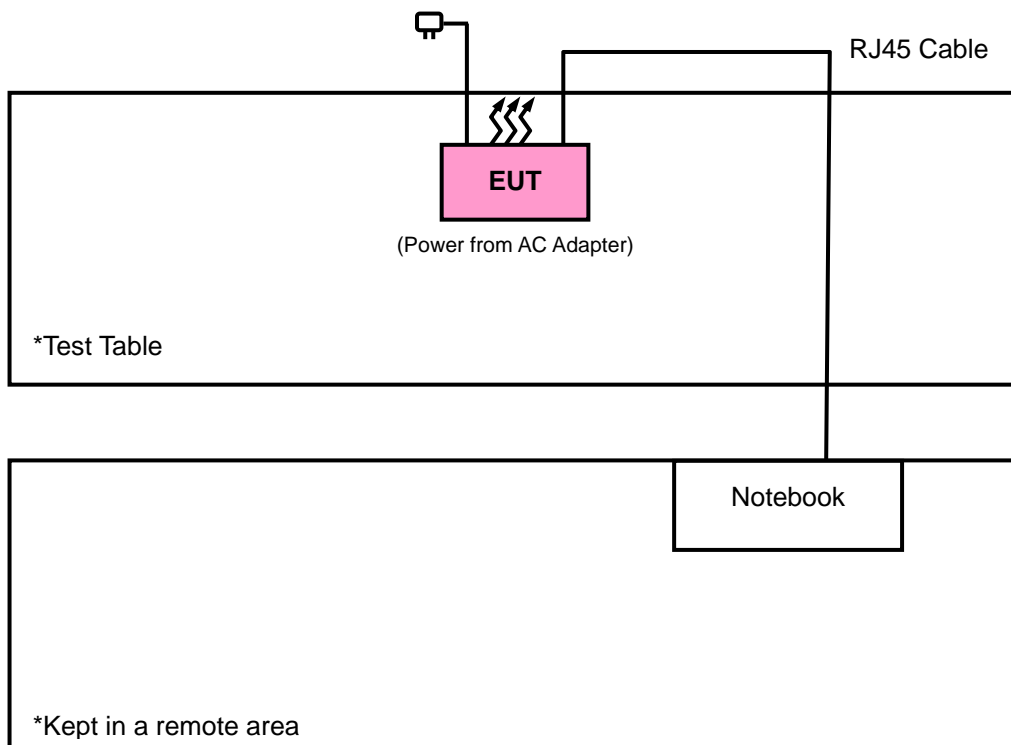 RJ45 Cable
EUT
(Power from AC Adapter)
*Test Table
Notebook
*Kept in a remote area